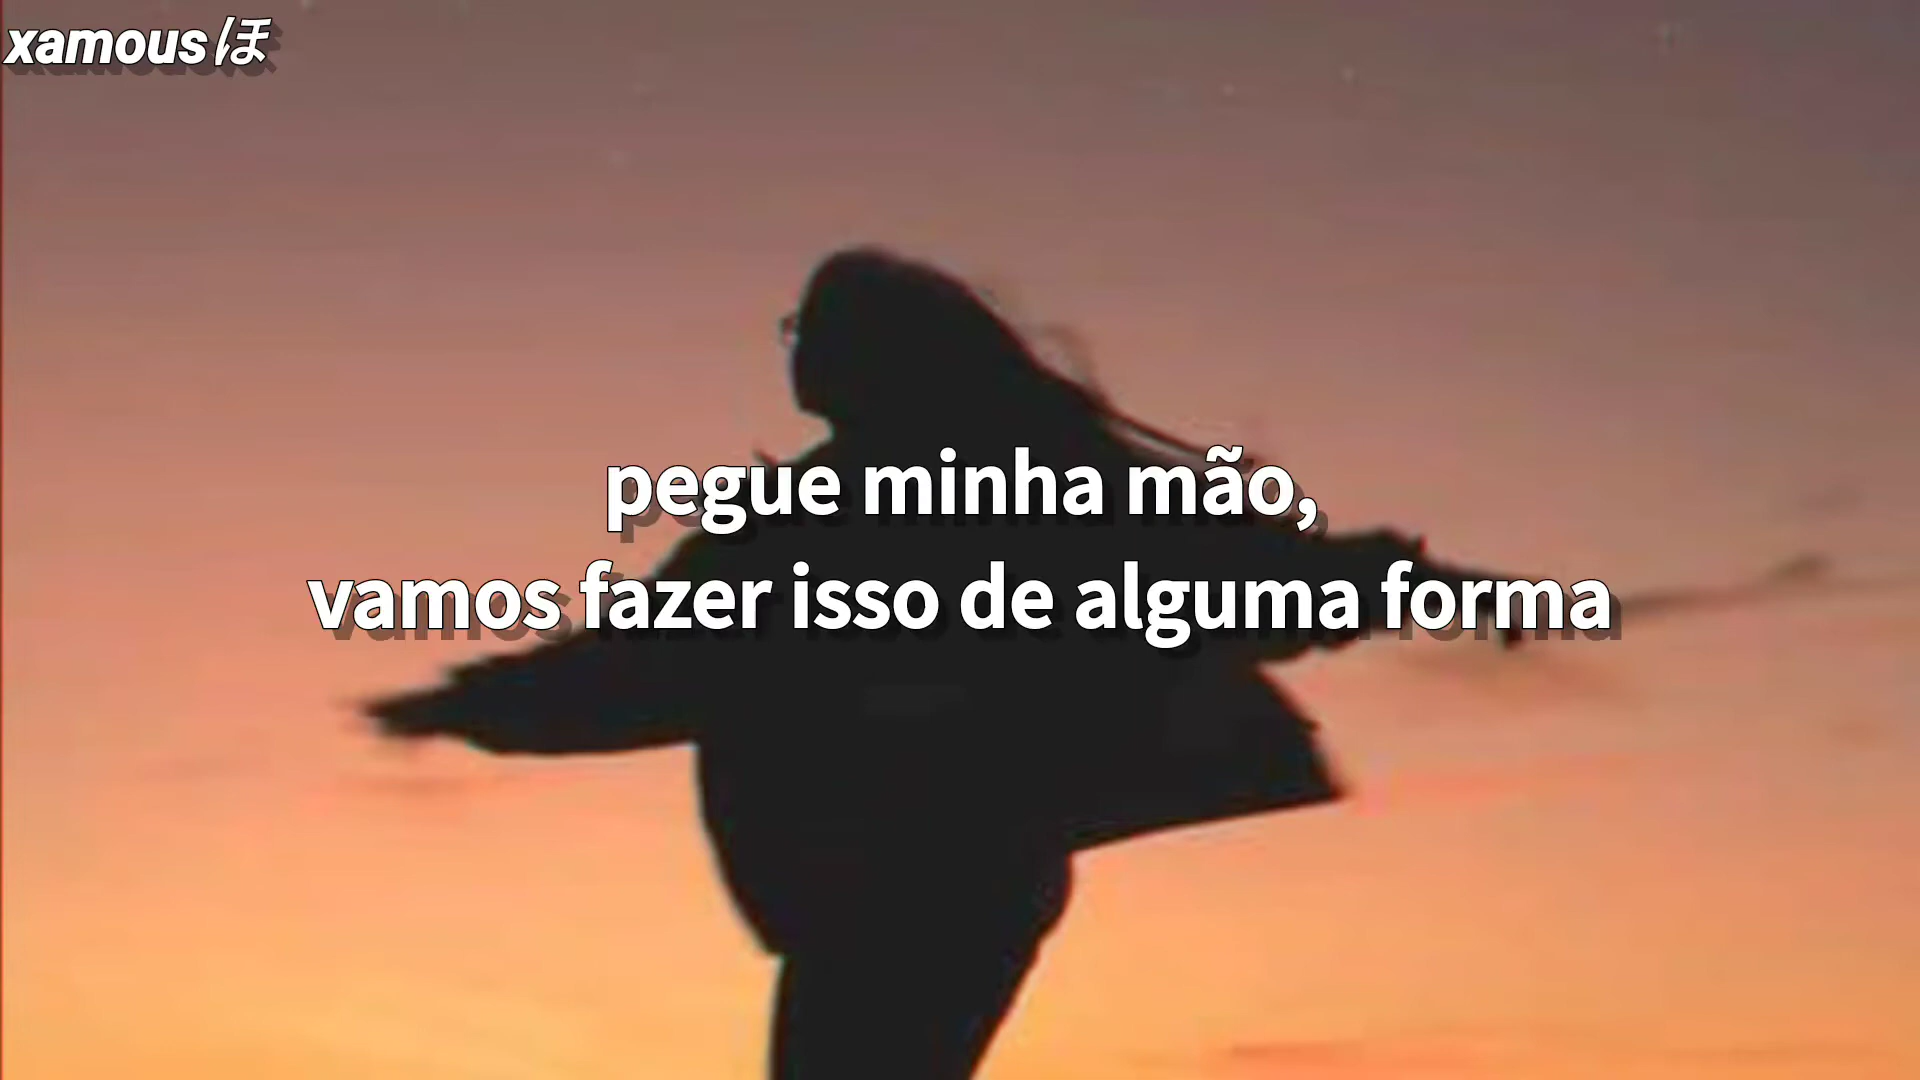 xamousほ
pegue minha mão,
vamos fazer isso de alguma forma